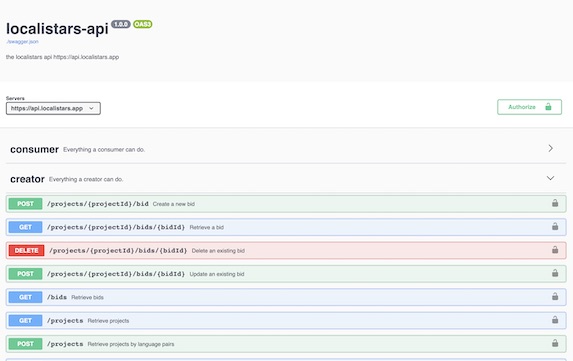 localistars-api 1.0.0 OAS3
/swagger.json
the localistars api https://api.localistars.app
Servers
https://api.localistars.app
Authorize
consumer Everything a consumer can do.
creator Everything a creator can do.
POST /projects/{projectId}/bid Create a new bid
GET /projects/{projectId}/bids/{bidId} Retrieve a bid
DELETE /projects/{projectId}/bids/{bidId} Delete an existing bid
POST /projects/{projectId}/bids/{bidId} Update an existing bid
GET /bids Retrieve bids
GET /projects Retrieve projects
POST /projects Retrieve projects by language pairs